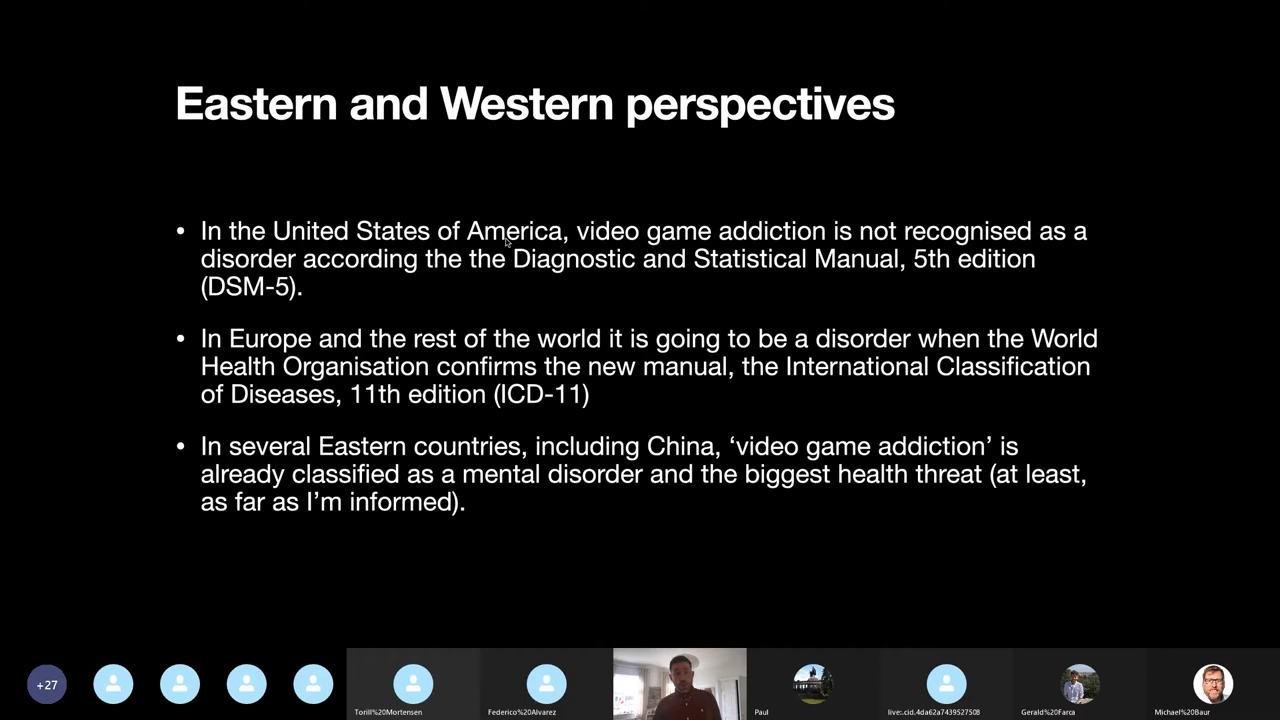 Eastern and Western perspectives
• In the United States of America, video game addiction is not recognised as a
disorder according the the Diagnostic and Statistical Manual, 5th edition
(DSM-5).
• In Europe and the rest of the world it is going to be a disorder when the World
Health Organisation confirms the new manual, the International Classification
of Diseases, 11th edition (ICD-11)
• In several Eastern countries, including China, ‘video game addiction’ is
already classified as a mental disorder and the biggest health threat (at least,
as far as I’m informed).
+27
Torill%20Mortensen
Federico%20Alvarez
Paul
live:.cid.4da62a7439527508
Gerald%20Farca
Michael%20Baur